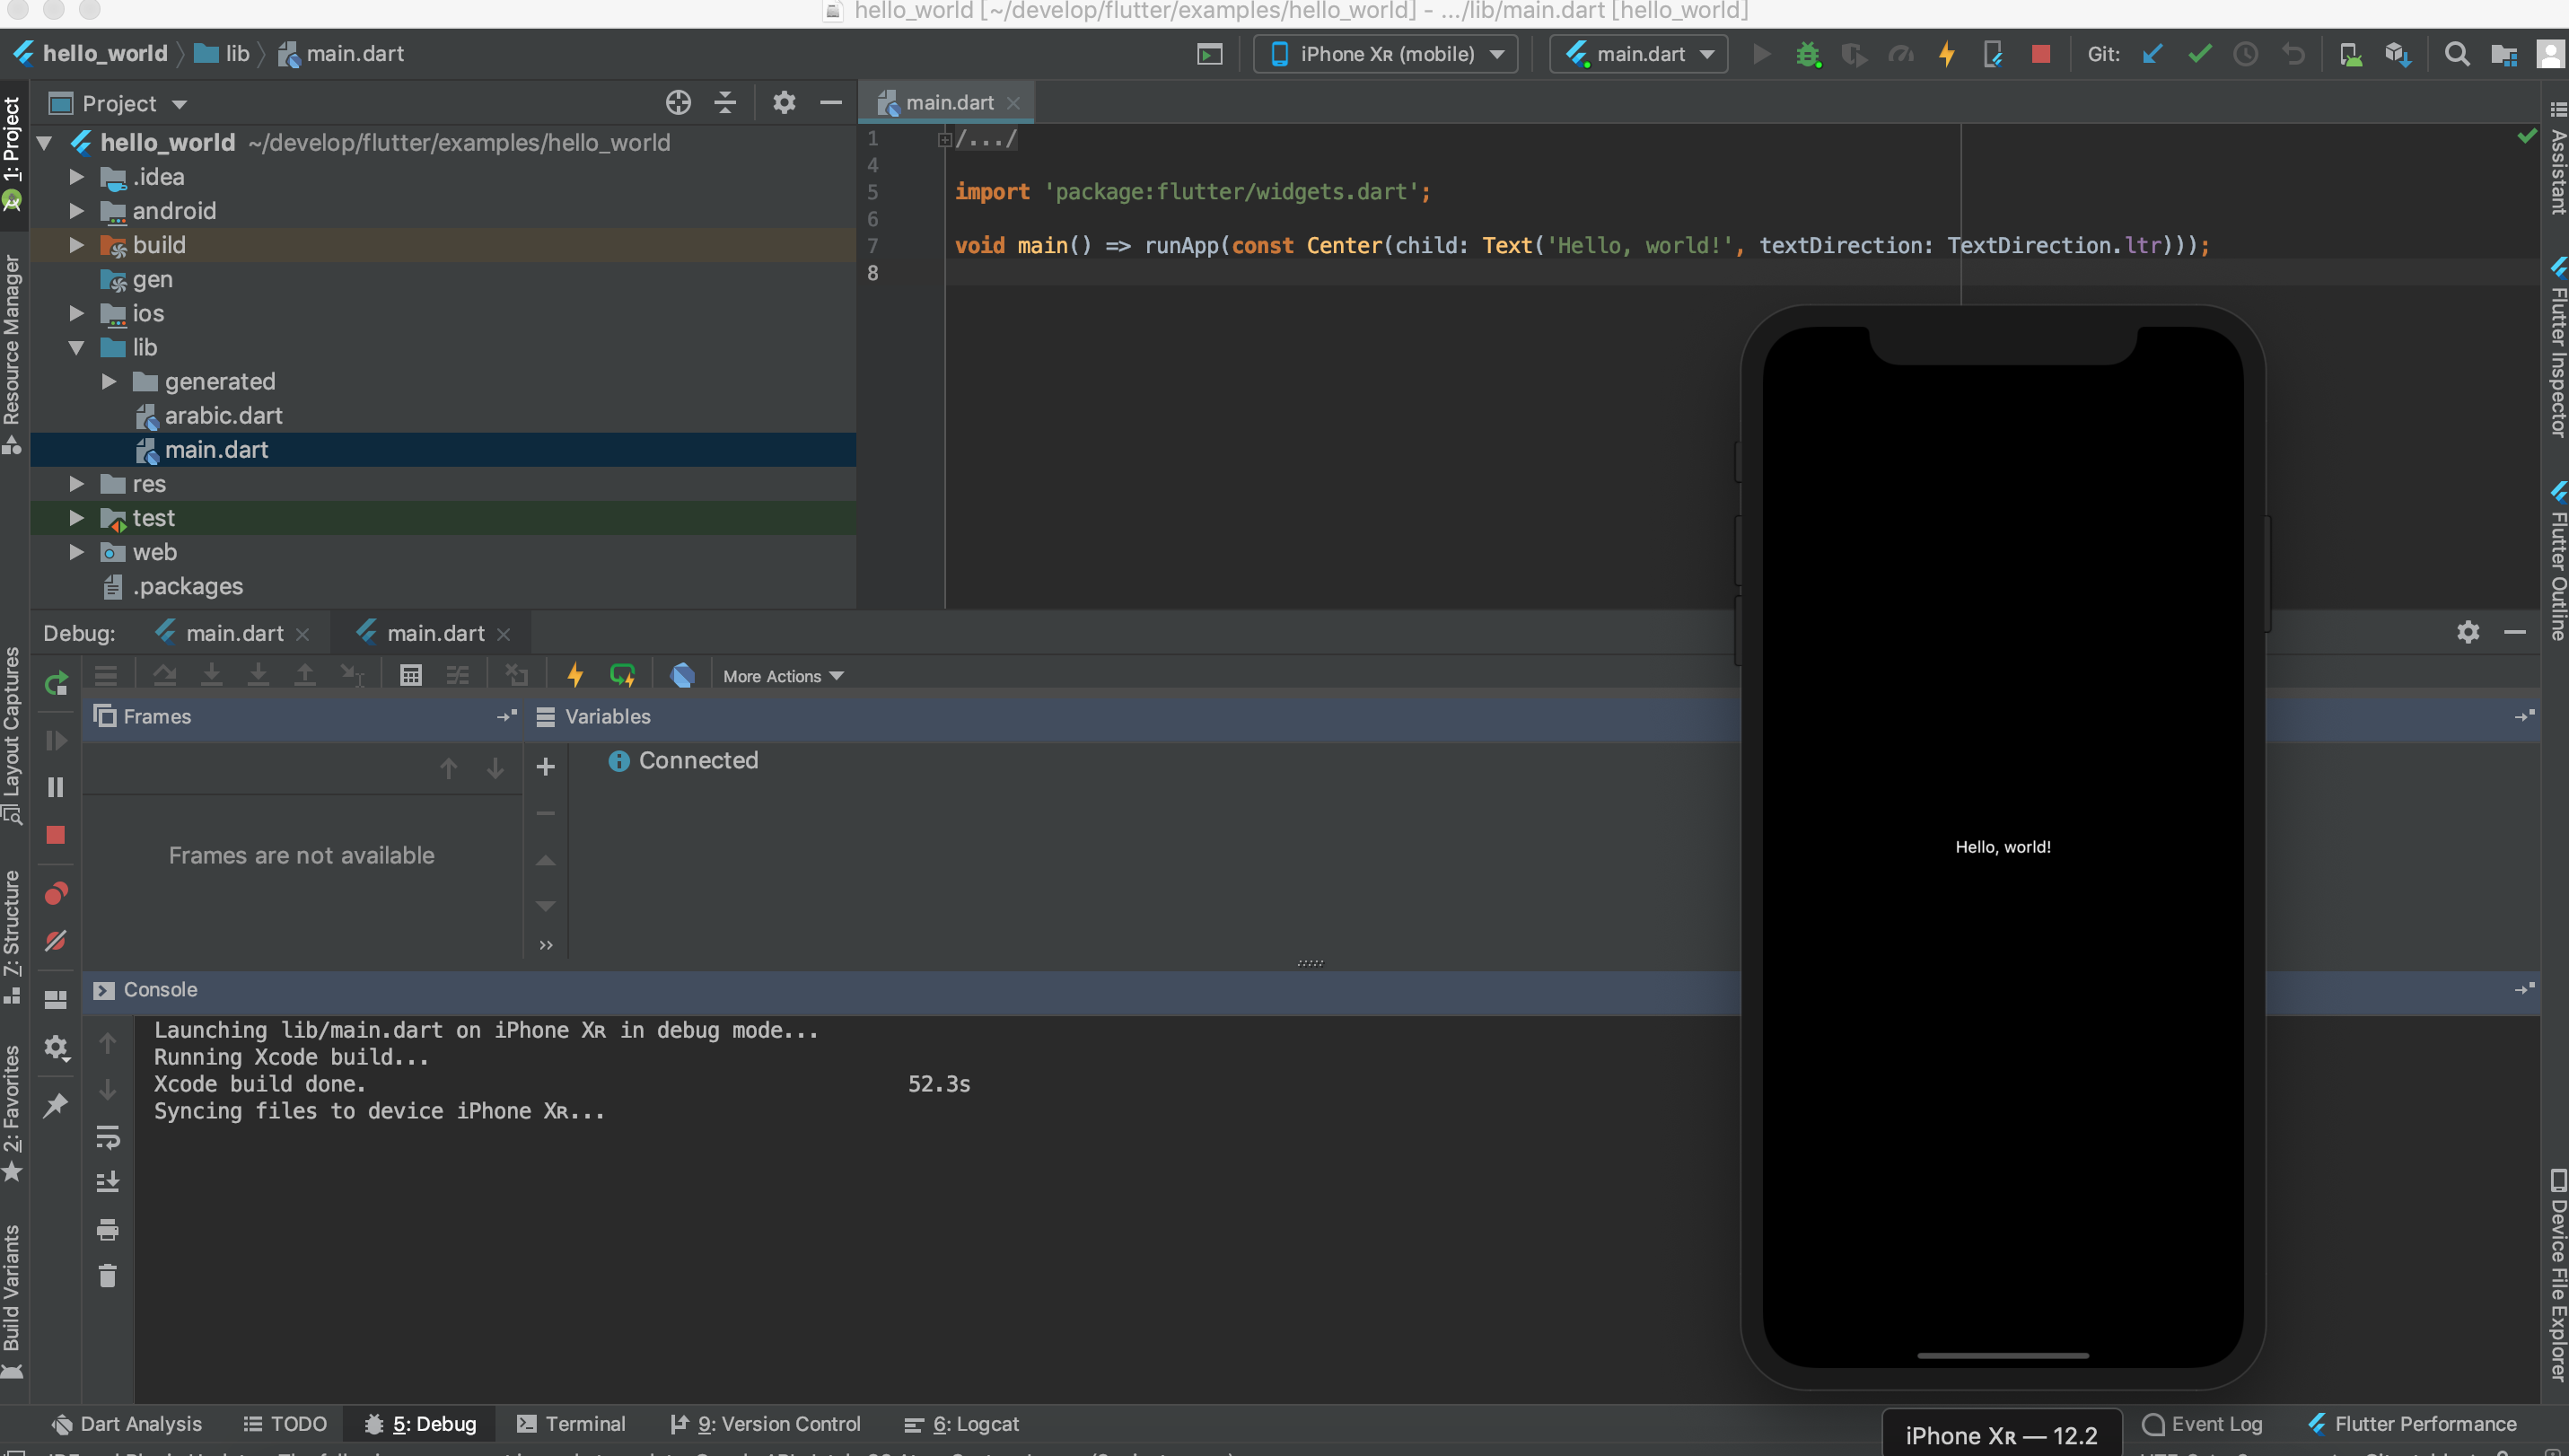 hello_world [~/develop/flutter/examples/hello_world] - .../lib/main.dart [hello_world]
hello_world lib main.dart
iPhone Xʀ (mobile) main.dart Git:
Project
main.dart
1: Project
Resource Manager
Layout Captures
7: Structure
2: Favorites
Build Variants
hello_world ~/develop/flutter/examples/hello_world
.idea
android
build
gen
ios
lib
generated
arabic.dart
main.dart
res
test
web
.packages
1 /.../
4
5 import 'package:flutter/widgets.dart';
6
7 void main() => runApp(const Center(child: Text('Hello, world!', textDirection: TextDirection.ltr)));
8
Assistant
Flutter Inspector
Flutter Outline
Device File Explorer
Debug: main.dart main.dart
More Actions
Frames
Variables
Connected
Frames are not available
Console
Launching lib/main.dart on iPhone Xʀ in debug mode...
Running Xcode build...
Xcode build done. 52.3s
Syncing files to device iPhone Xʀ...
Hello, world!
Dart Analysis TODO 5: Debug Terminal 9: Version Control 6: Logcat
iPhone Xʀ — 12.2
Event Log Flutter Performance